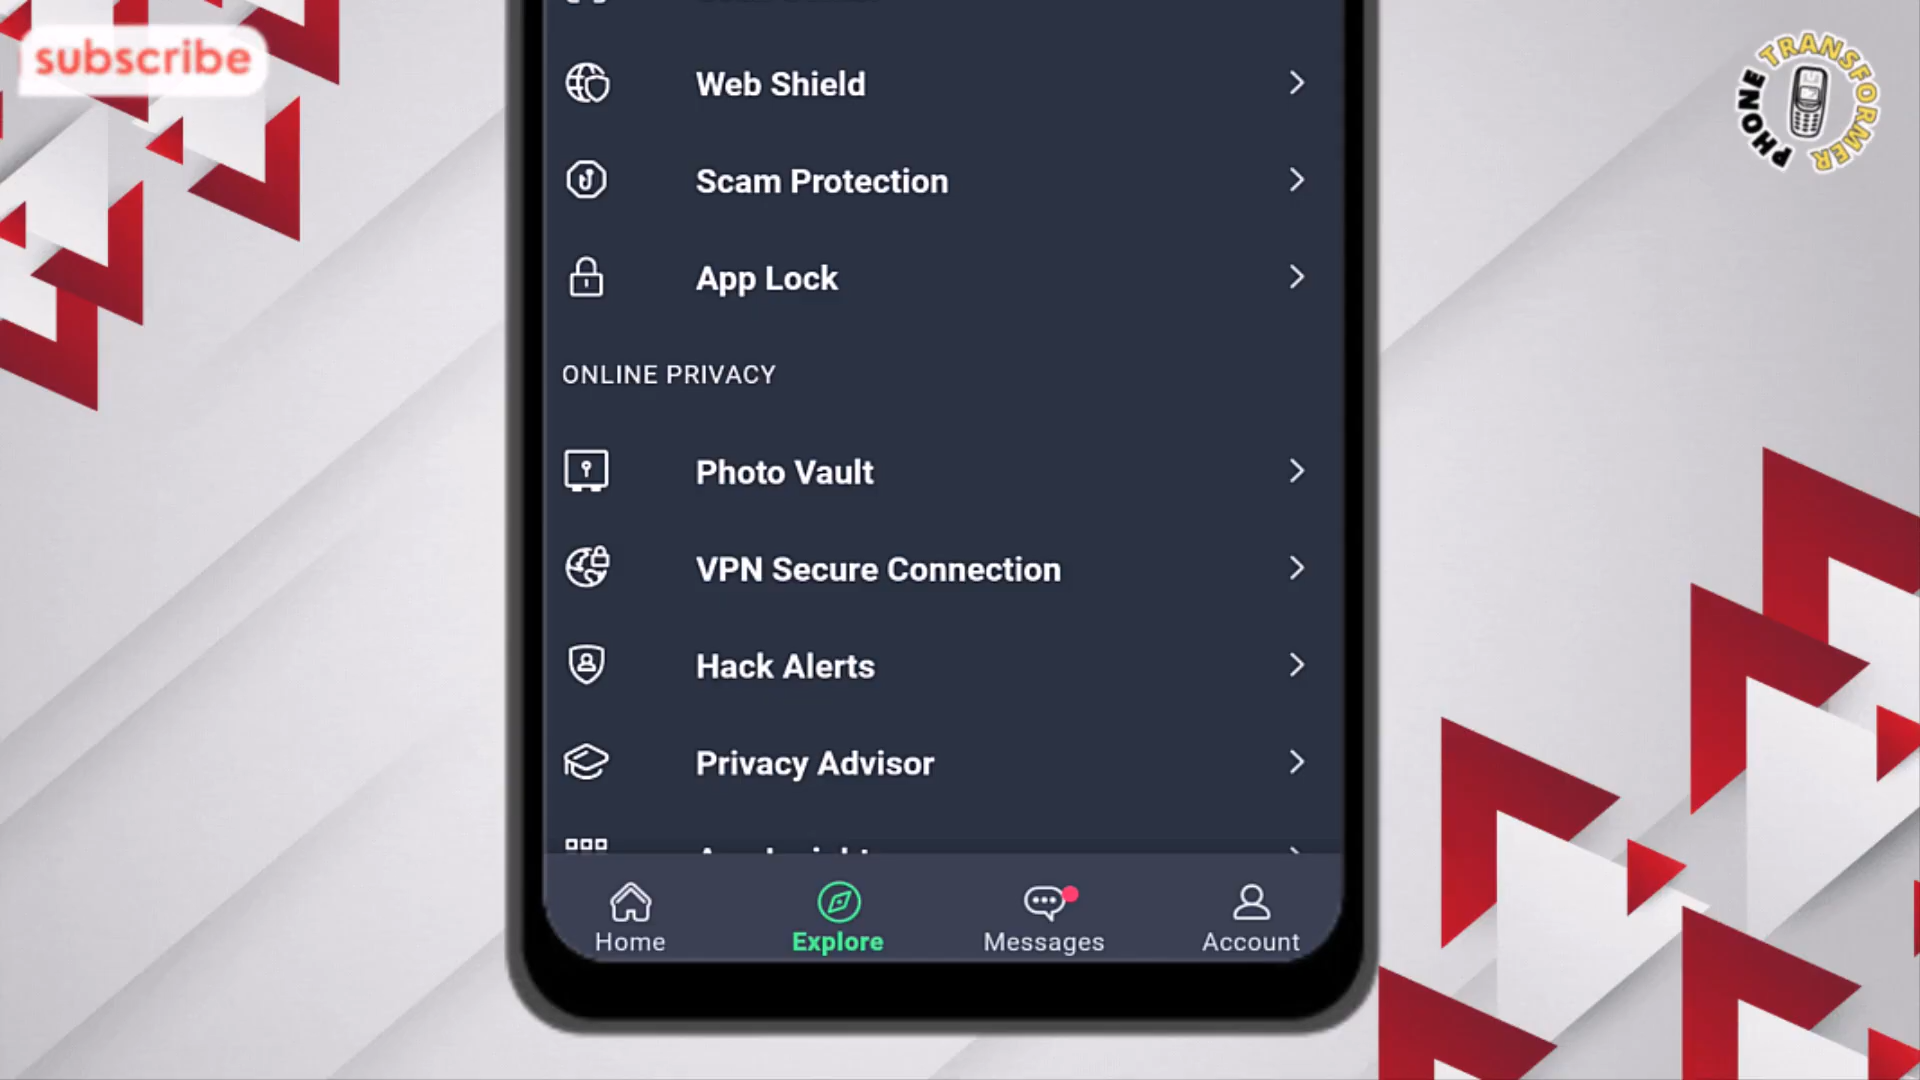 subscribe
PHONE TRANSFORMER
Web Shield
Scam Protection
App Lock
ONLINE PRIVACY
Photo Vault
VPN Secure Connection
Hack Alerts
Privacy Advisor
Home
Explore
Messages
Account